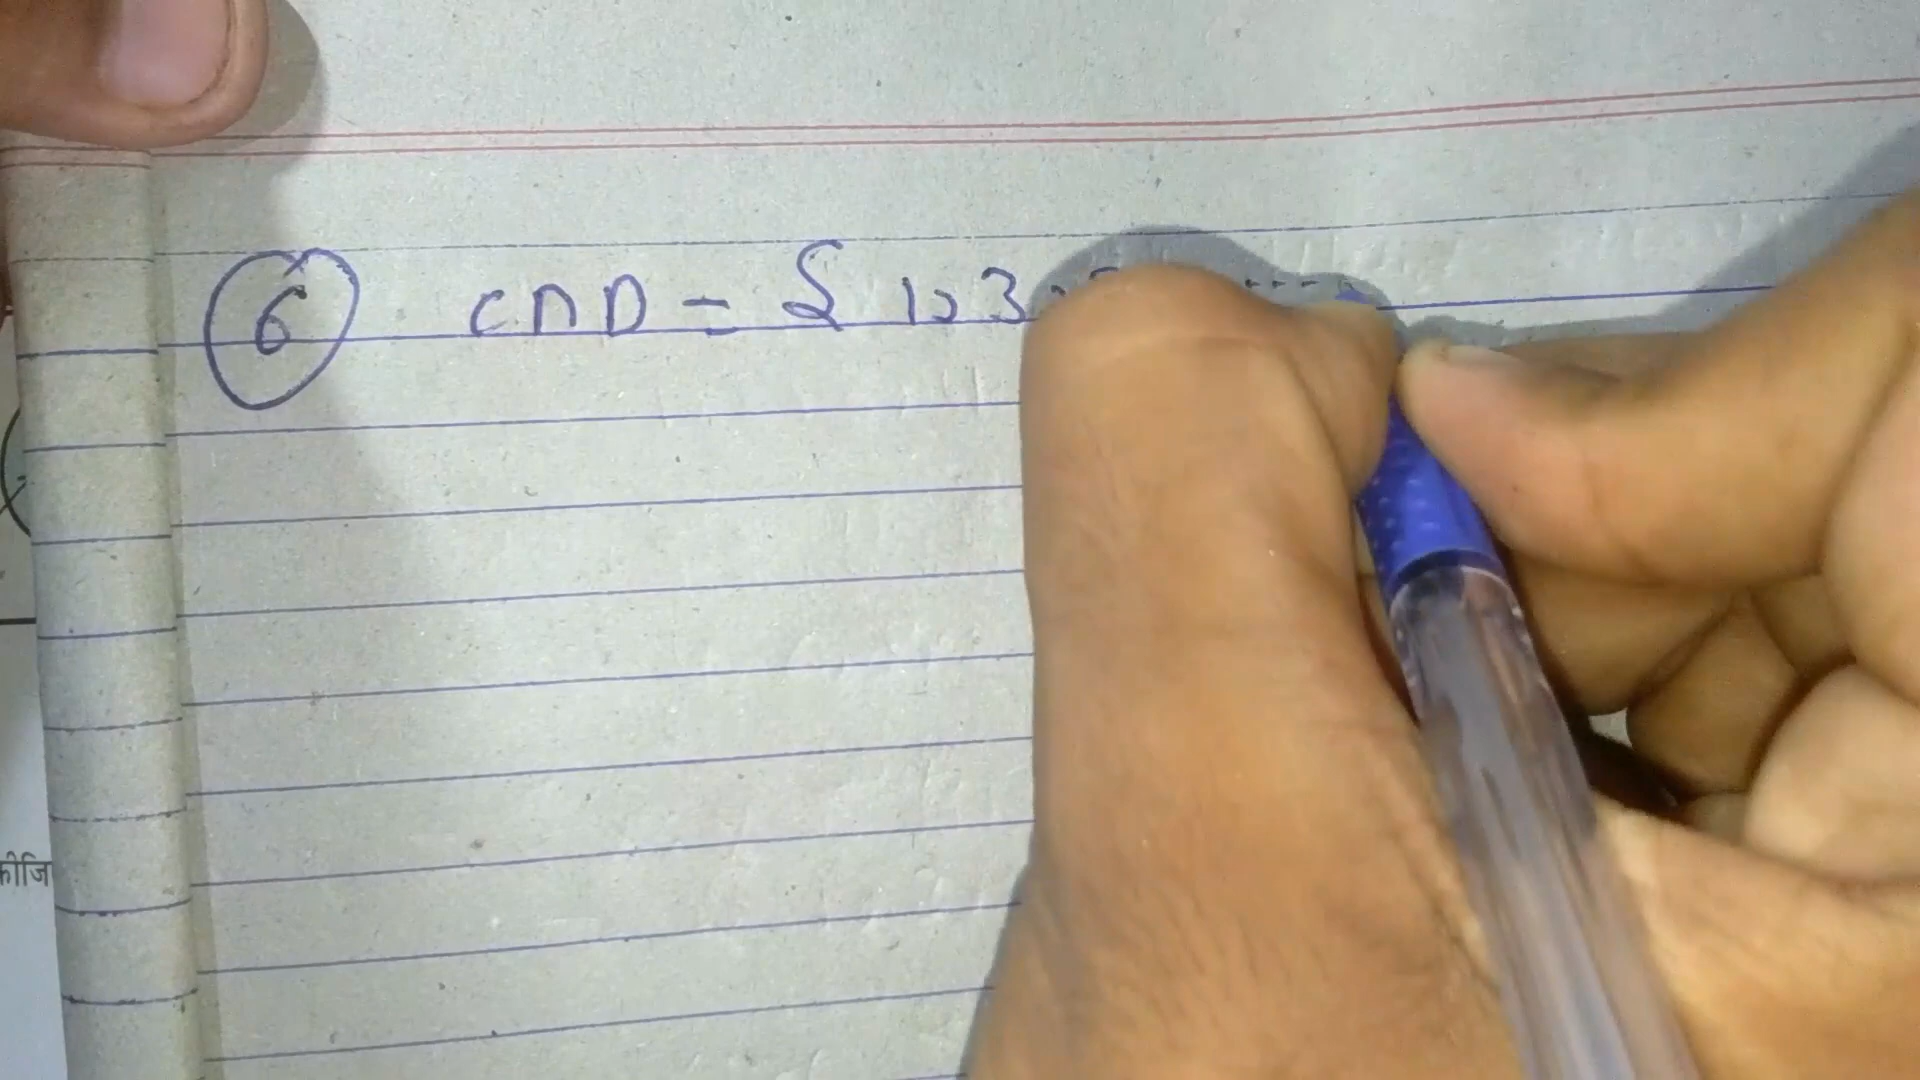 6 C∩D = { 1, 3 .....
कीजि